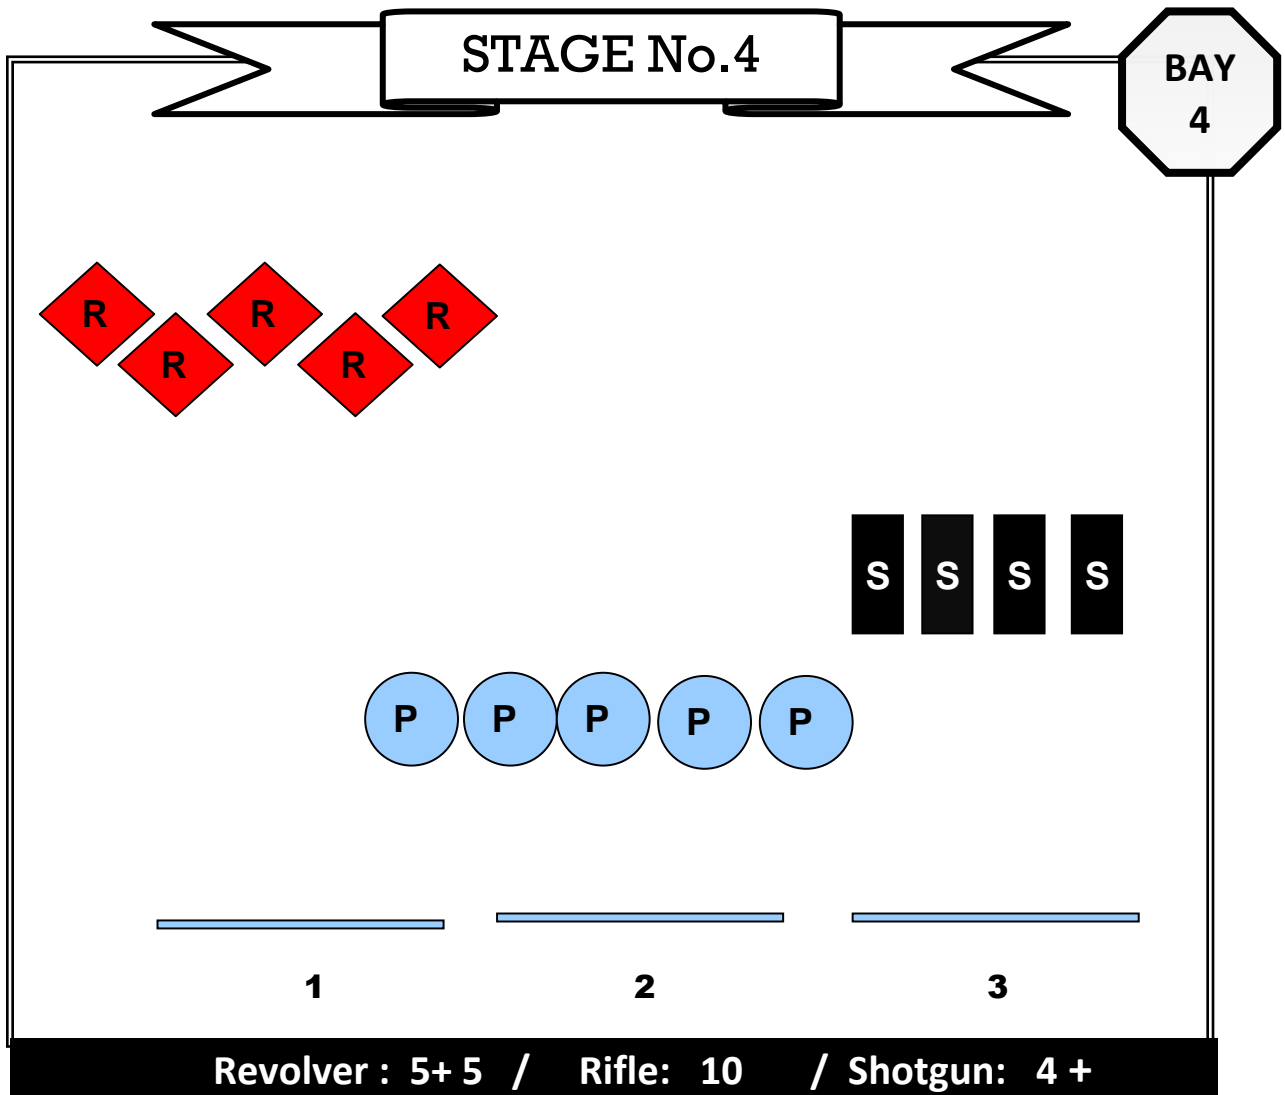 STAGE No.4
BAY
4
R R R
R R
S S S S
P P P P P
1 2 3
Revolver : 5+ 5 / Rifle: 10 / Shotgun: 4 +